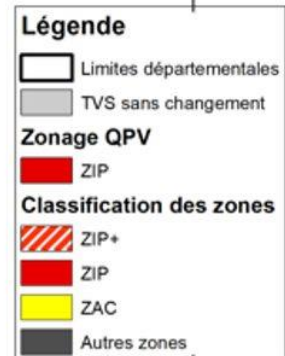 Légende
Limites départementales
TVS sans changement
Zonage QPV
ZIP
Classification des zones
ZIP+
ZIP
ZAC
Autres zones